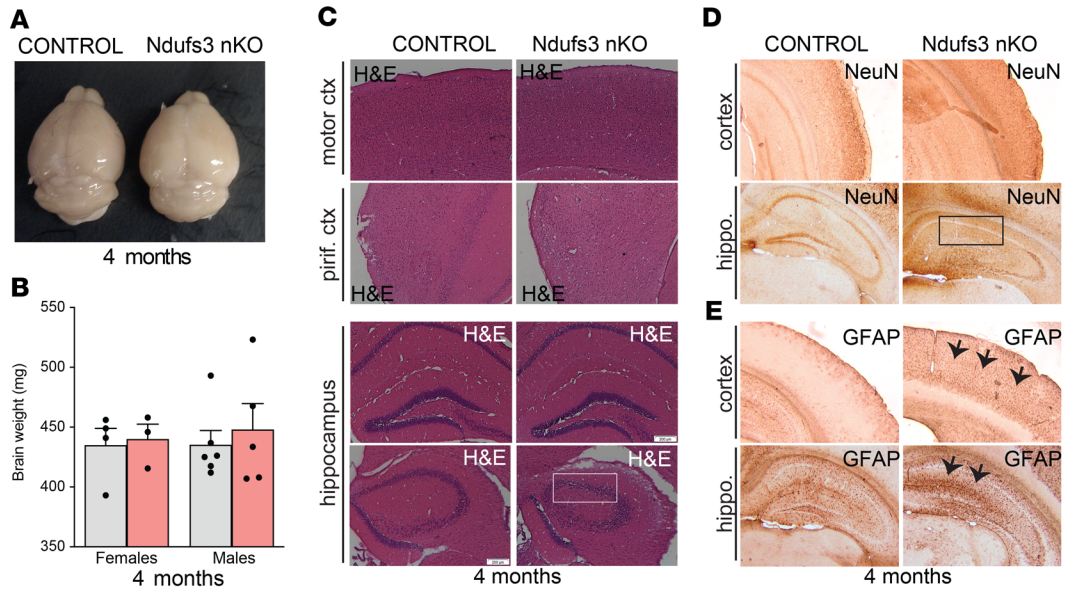 A
CONTROL Ndufs3 nKO
4 months
B
Brain weight (mg)
550
500
450
400
350
Females Males
4 months
C
CONTROL Ndufs3 nKO
motor ctx
H&E H&E
pirif. ctx
H&E H&E
hippocampus
H&E H&E
H&E H&E
4 months
D
CONTROL Ndufs3 nKO
cortex
NeuN NeuN
hippo.
NeuN NeuN
E
cortex
GFAP GFAP
hippo.
GFAP GFAP
4 months